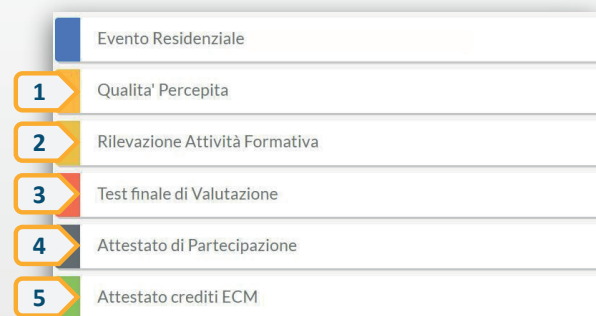 Evento Residenziale
1 Qualita' Percepita
2 Rilevazione Attività Formativa
3 Test finale di Valutazione
4 Attestato di Partecipazione
5 Attestato crediti ECM